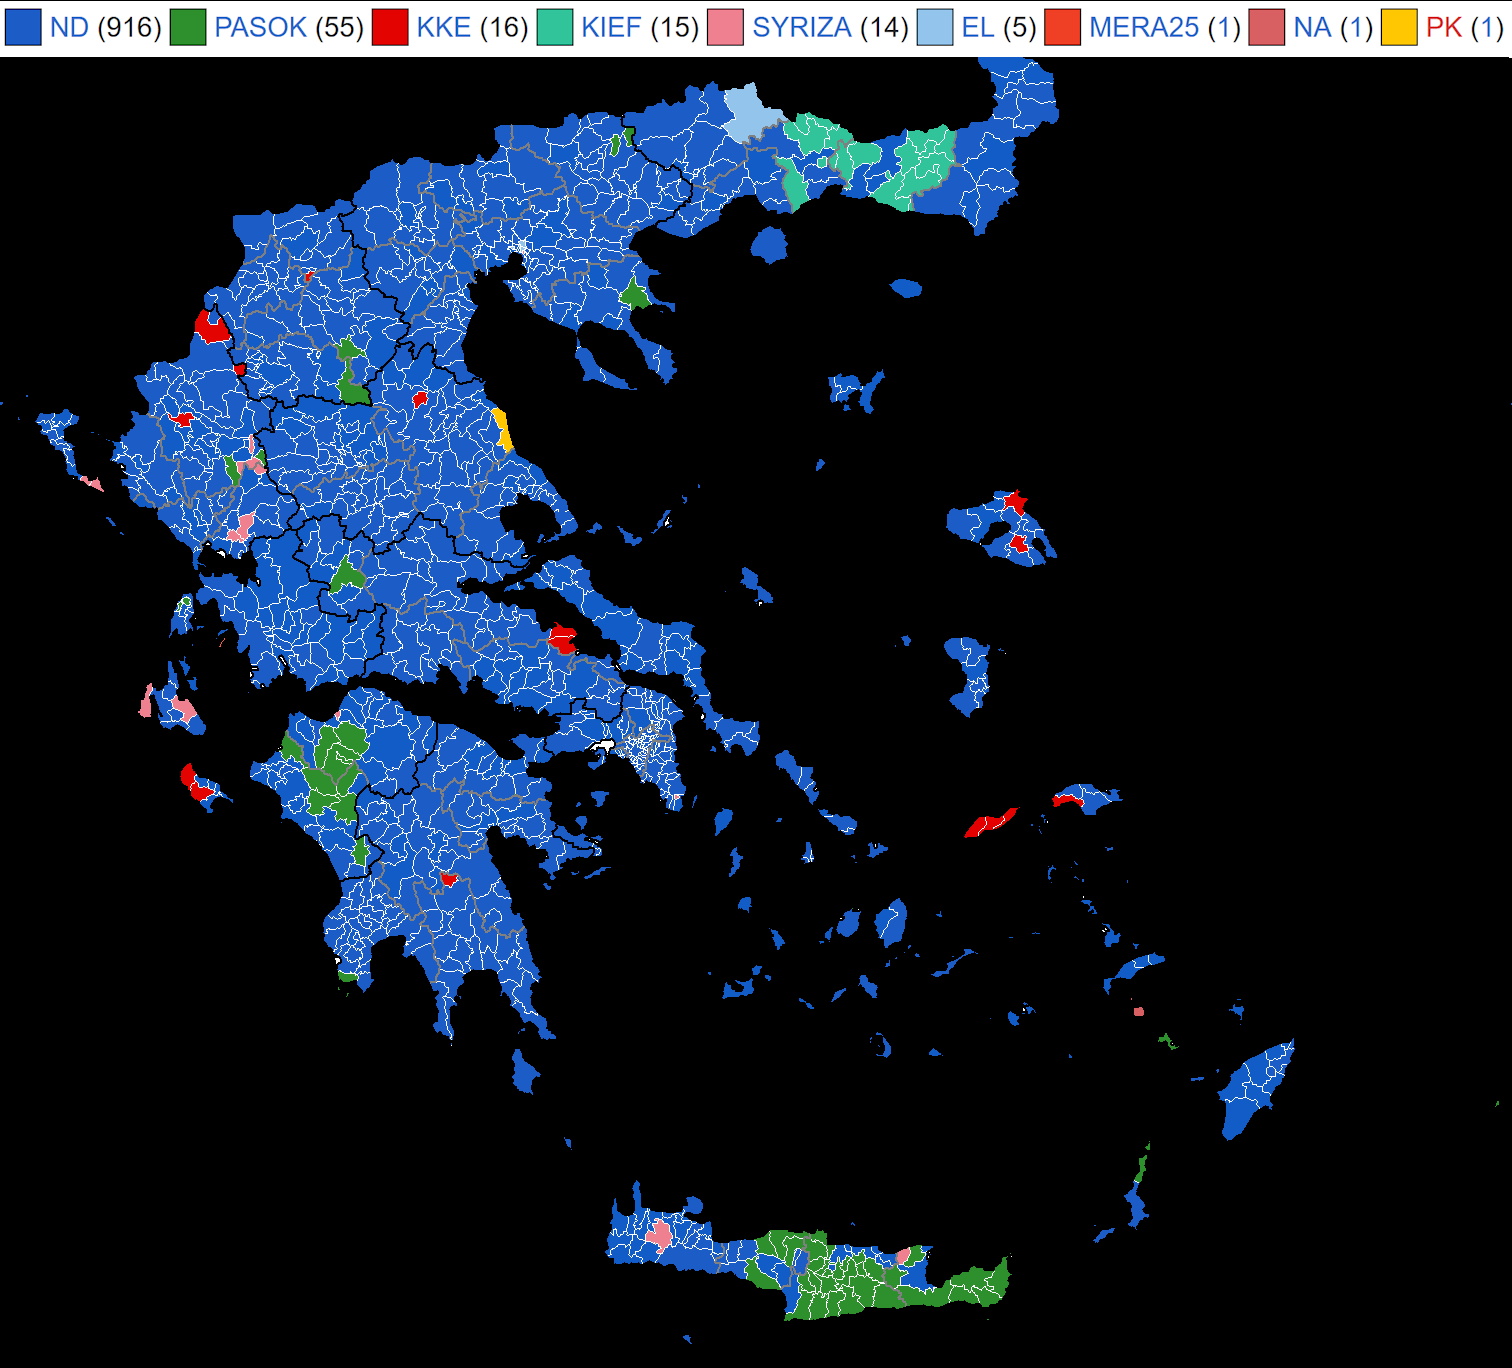 ND (916) PASOK (55) KKE (16) KIEF (15) SYRIZA (14) EL (5) MERA25 (1) NA (1) PK (1)